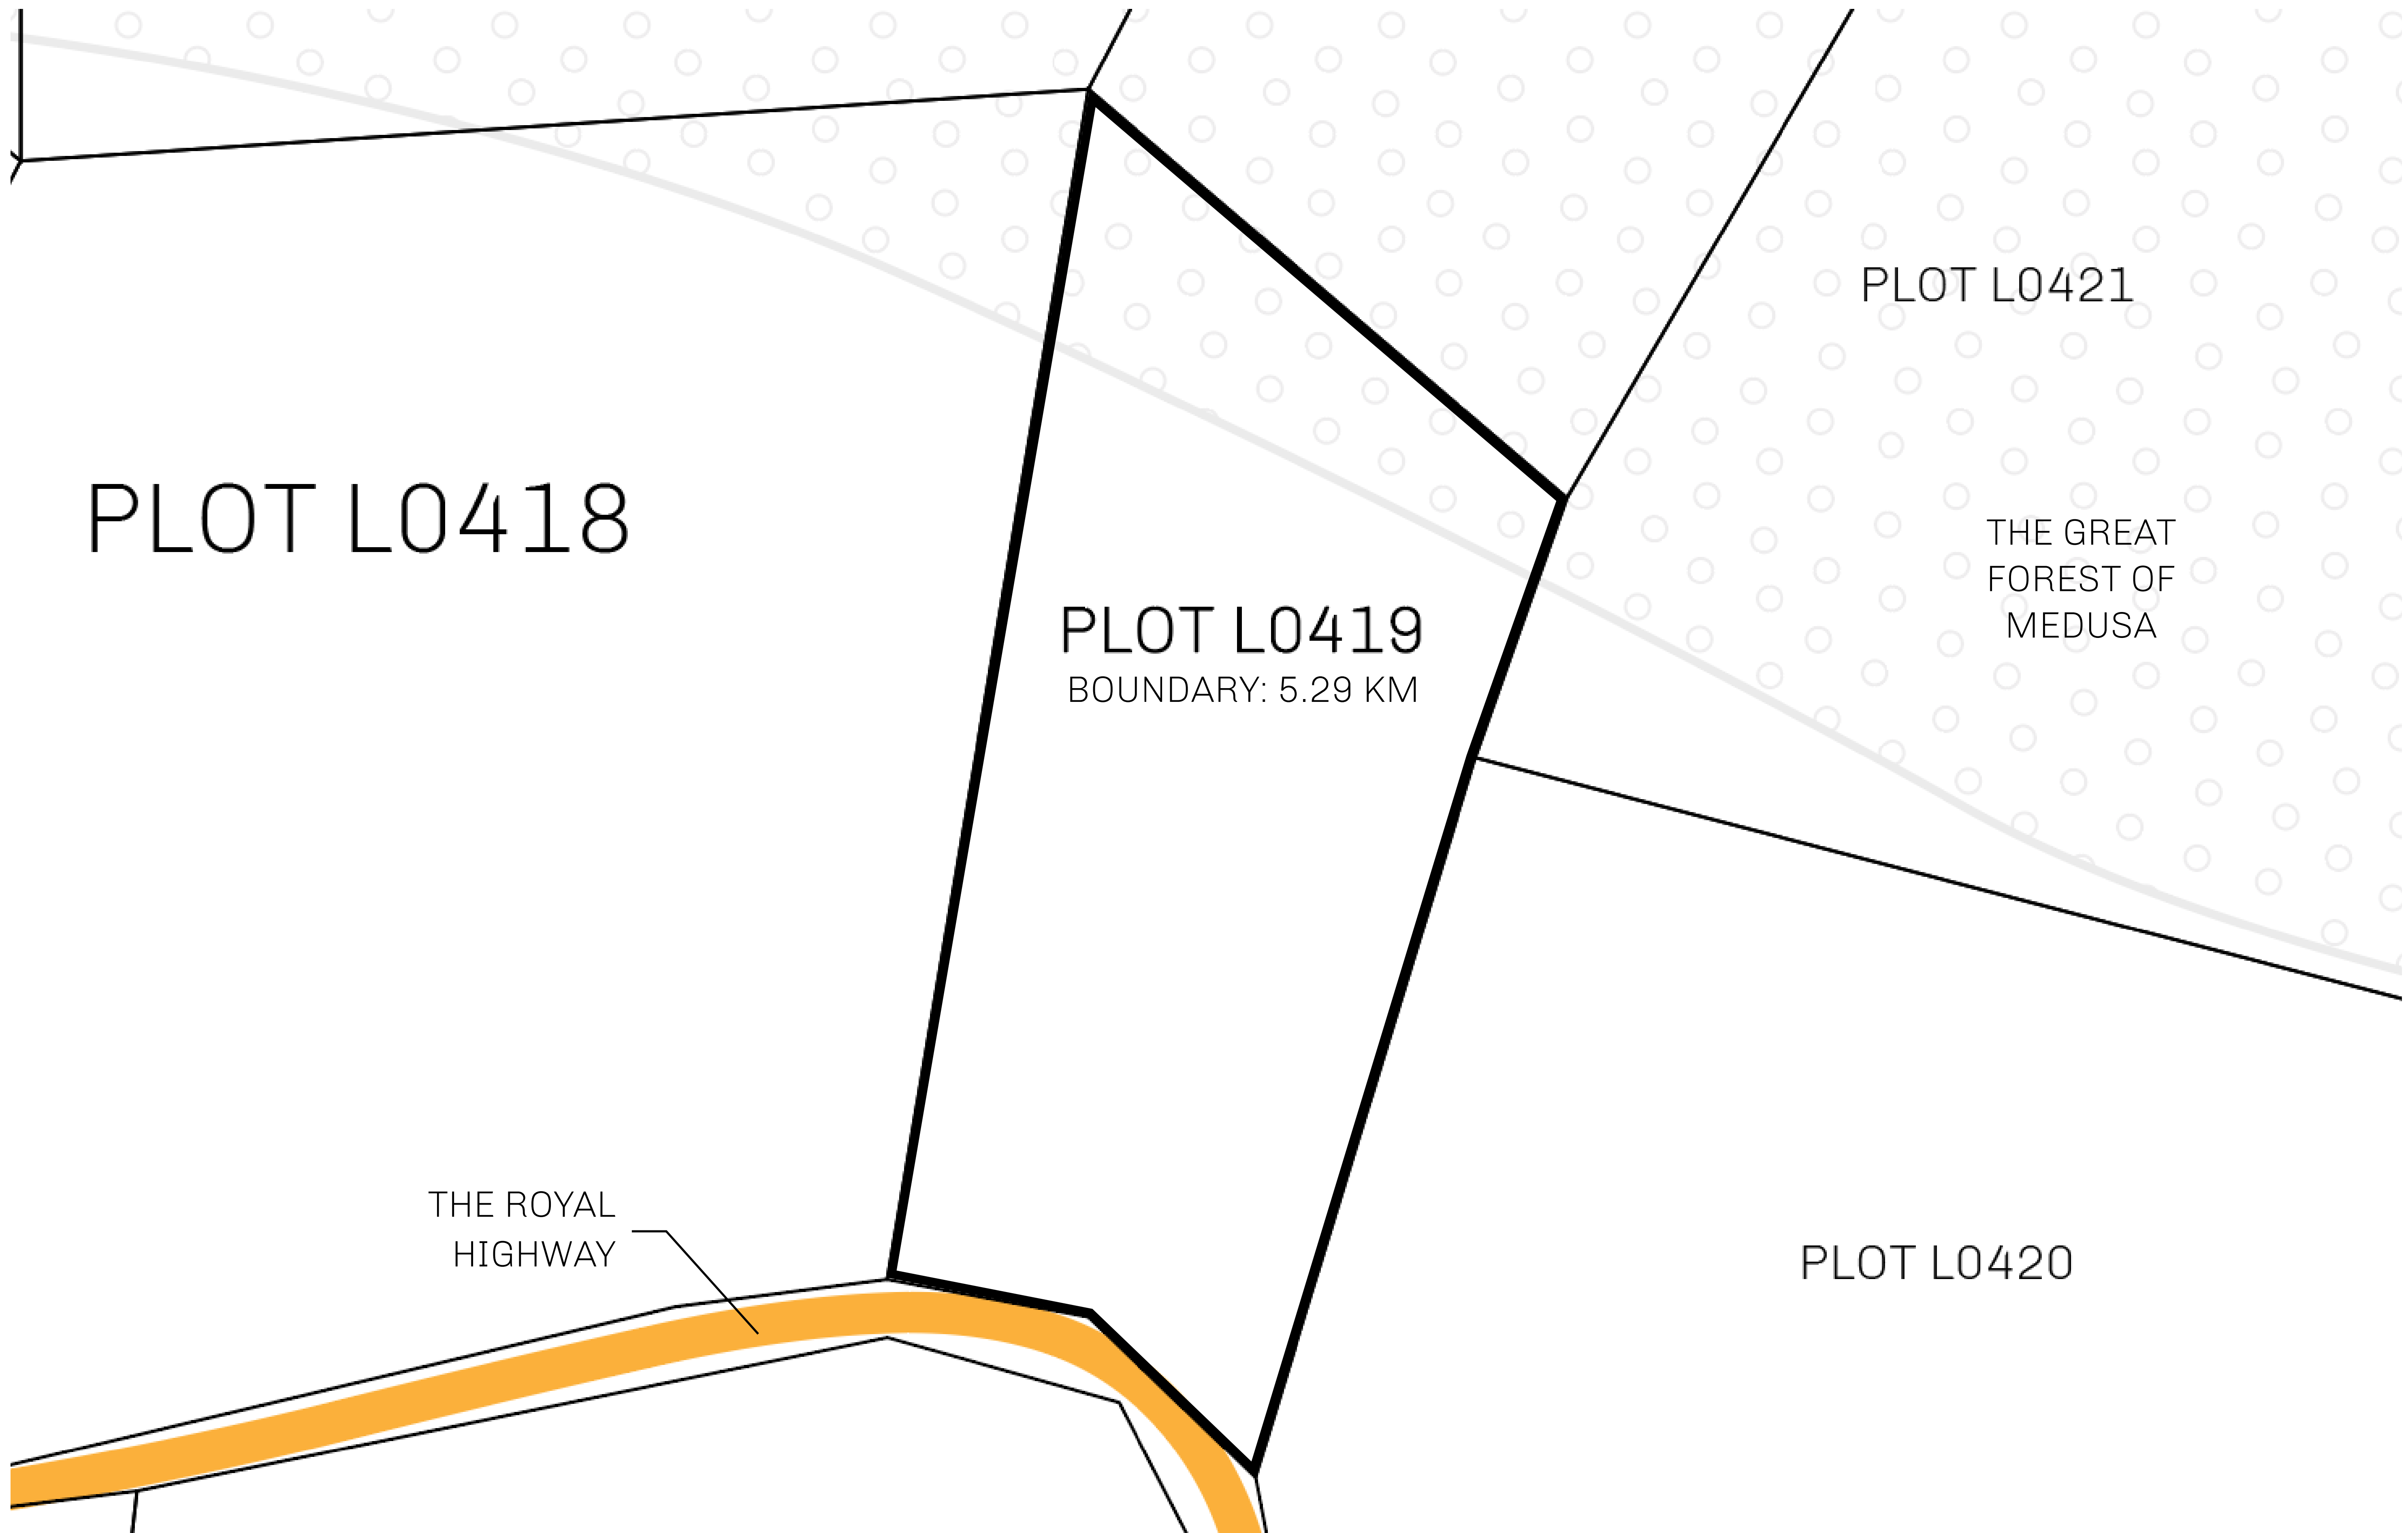 PLOT L0421
PLOT L0418
THE GREAT
FOREST OF
MEDUSA
PLOT L0419
BOUNDARY: 5.29 KM
THE ROYAL
HIGHWAY
PLOT L0420